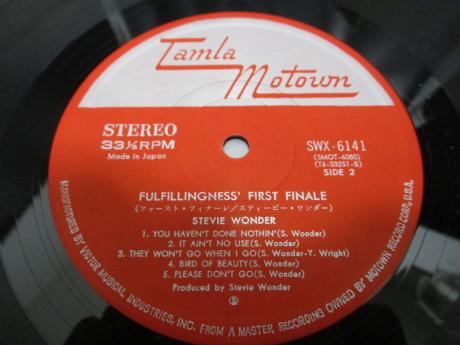 Tamla
Motown
STEREO
33⅓RPM
Made in Japan
SWX-6141
(SMOT-6080)
(T6-332S1-B)
SIDE 2
FULFILLINGNESS' FIRST FINALE
(ファースト・フィナーレ/スティービー・ワンダー)
STEVIE WONDER
1. YOU HAVEN'T DONE NOTHIN'(S. Wonder)
2. IT AIN'T NO USE(S. Wonder)
3. THEY WON'T GO WHEN I GO(S. Wonder-Y. Wright)
4. BIRD OF BEAUTY(S. Wonder)
5. PLEASE DON'T GO(S. Wonder)
Produced by Stevie Wonder
Ⓢ
MANUFACTURED BY VICTOR MUSICAL INDUSTRIES, INC. FROM A MASTER RECORDING OWNED BY MOTOWN RECORD CORP., U.S.A.